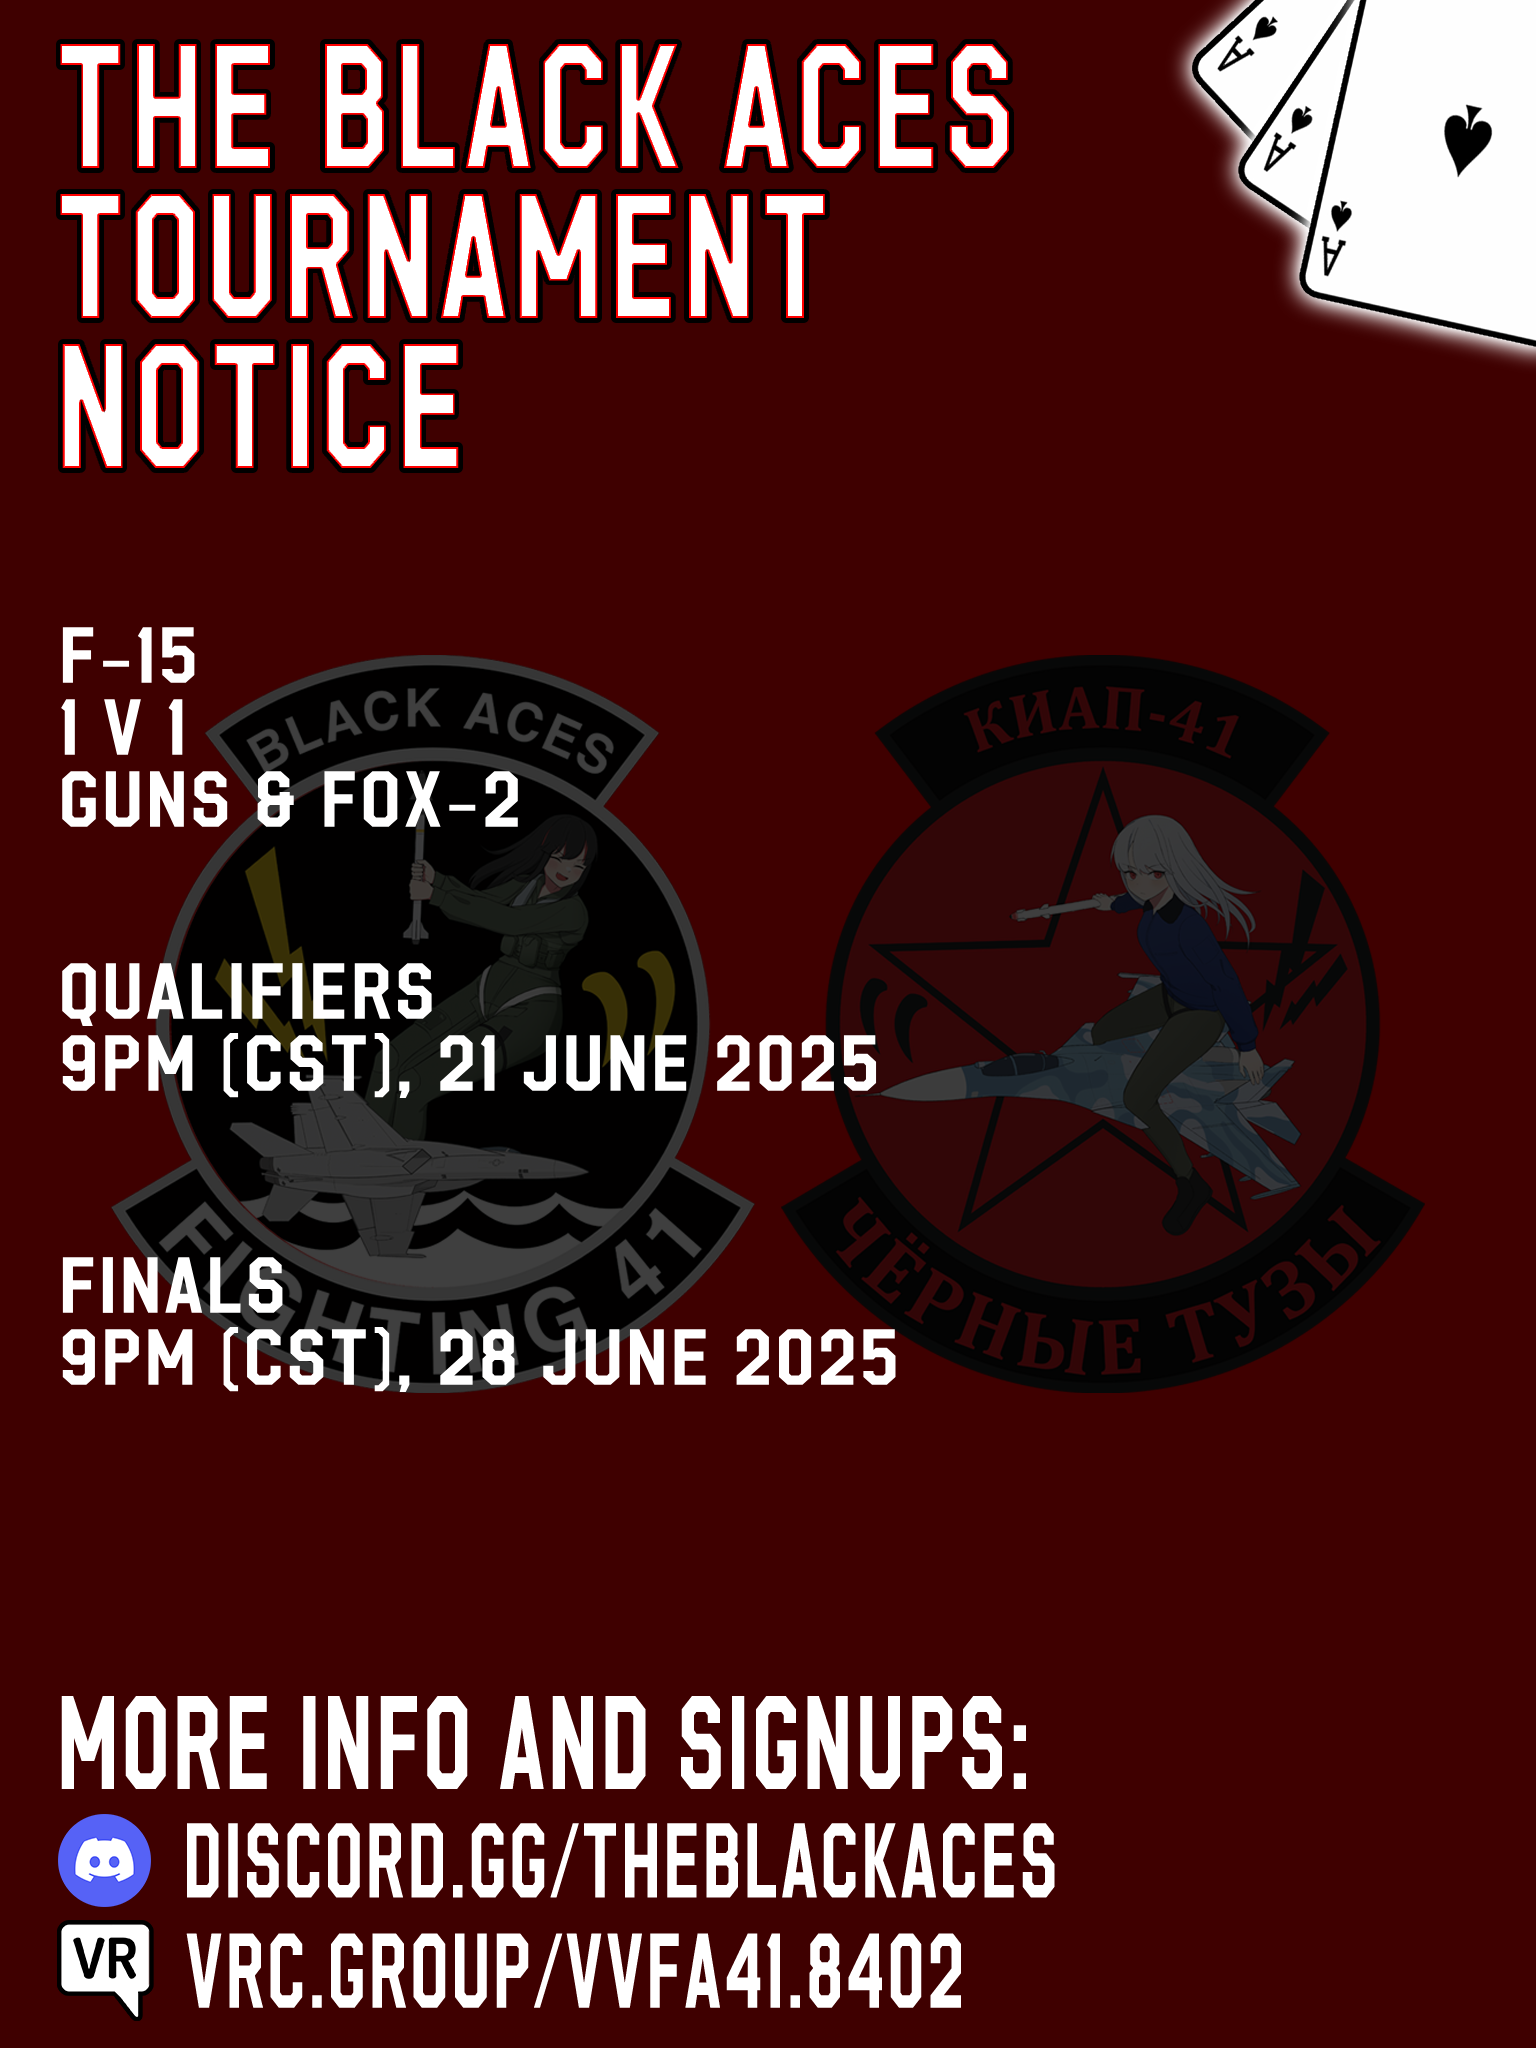 THE BLACK ACES
TOURNAMENT
NOTICE
A
A
A
F-15
1 V 1
GUNS & FOX-2
BLACK ACES
КИАП-41
QUALIFIERS
9PM (CST), 21 JUNE 2025
FINALS
9PM (CST), 28 JUNE 2025
FIGHTING 41
ЧЁРНЫЕ ТУЗЫ
MORE INFO AND SIGNUPS:
DISCORD.GG/THEBLACKACES
VR
VRC.GROUP/VVFA41.8402